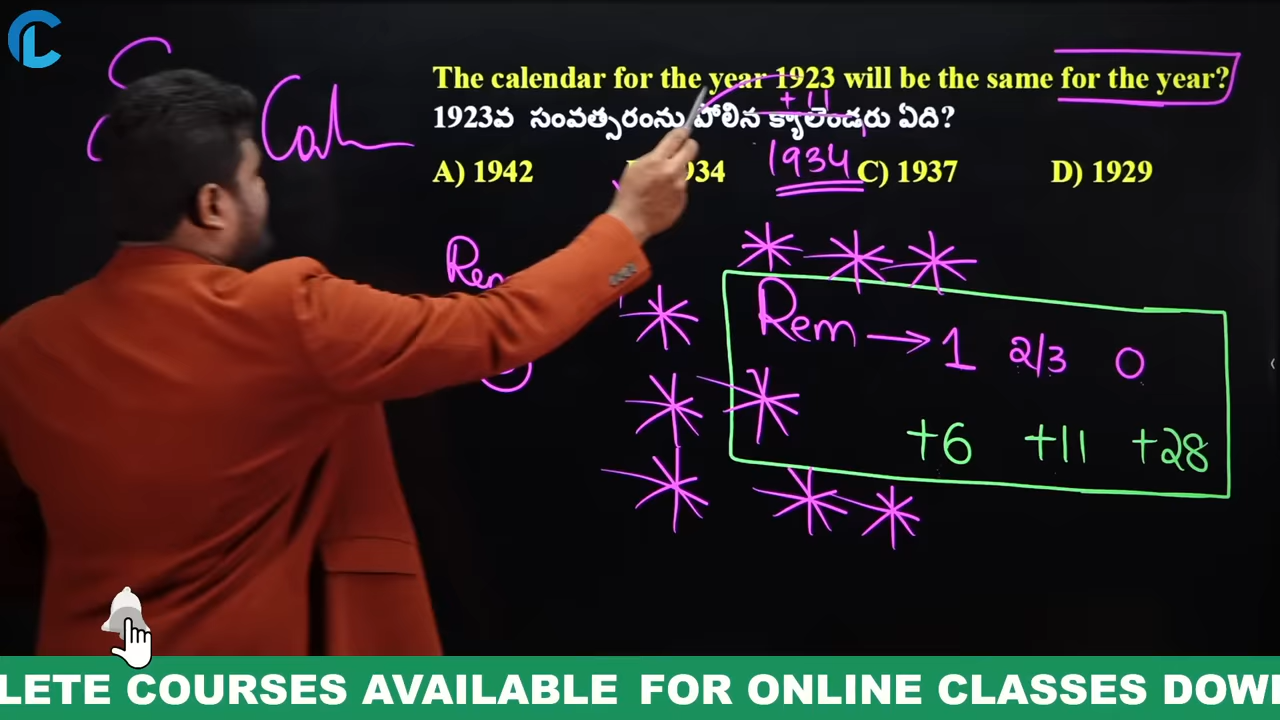 The calendar for the year 1923 will be the same for the year?
+11
1923వ సంవత్సరంను పోలిన క్యాలెండరు ఏది?
1934
A) 1942
934
C) 1937
D) 1929
Cal
Rem → 1 2/3 0
+6 +11 +28
LETE COURSES AVAILABLE FOR ONLINE CLASSES DOW